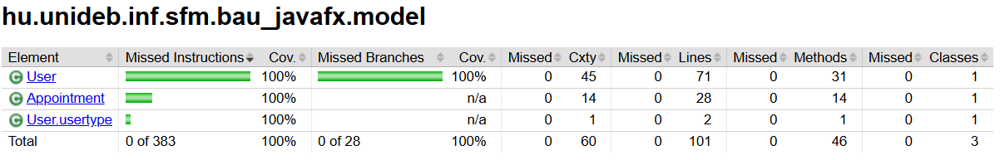 hu.unideb.inf.sfm.bau_javafx.model
Element Missed Instructions Cov. Missed Branches Cov. Missed Cxty Missed Lines Missed Methods Missed Classes
C User 100% 100% 0 45 0 71 0 31 0 1
C Appointment 100% n/a 0 14 0 28 0 14 0 1
C User.usertype 100% n/a 0 1 0 2 0 1 0 1
Total 0 of 383 100% 0 of 28 100% 0 60 0 101 0 46 0 3